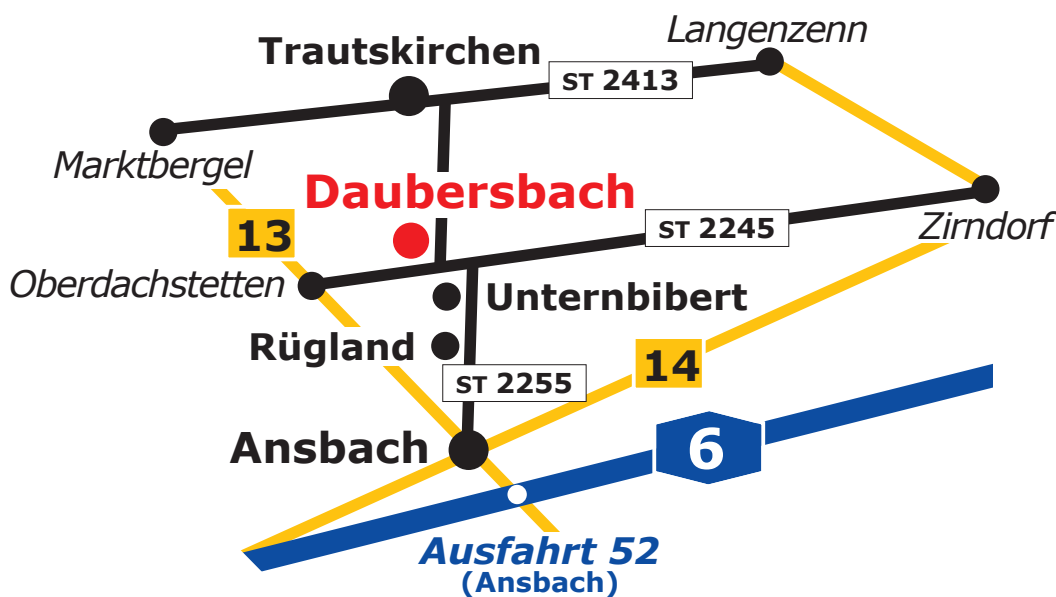 Langenzenn
Trautskirchen
ST 2413
Marktbergel
Daubersbach
13
ST 2245
Zirndorf
Oberdachstetten
Unternbibert
Rügland
14
ST 2255
Ansbach
6
Ausfahrt 52
(Ansbach)